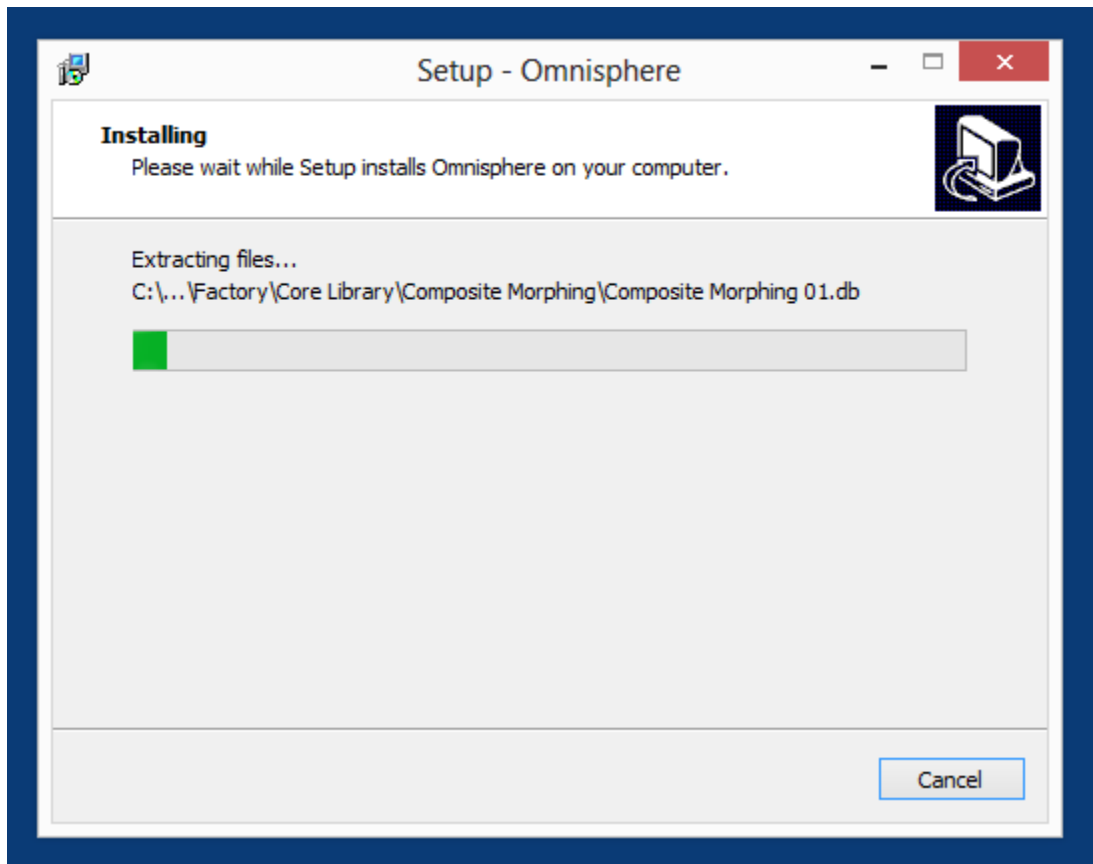 Setup - Omnisphere
Installing
Please wait while Setup installs Omnisphere on your computer.
Extracting files...
C:\...\Factory\Core Library\Composite Morphing\Composite Morphing 01.db
Cancel